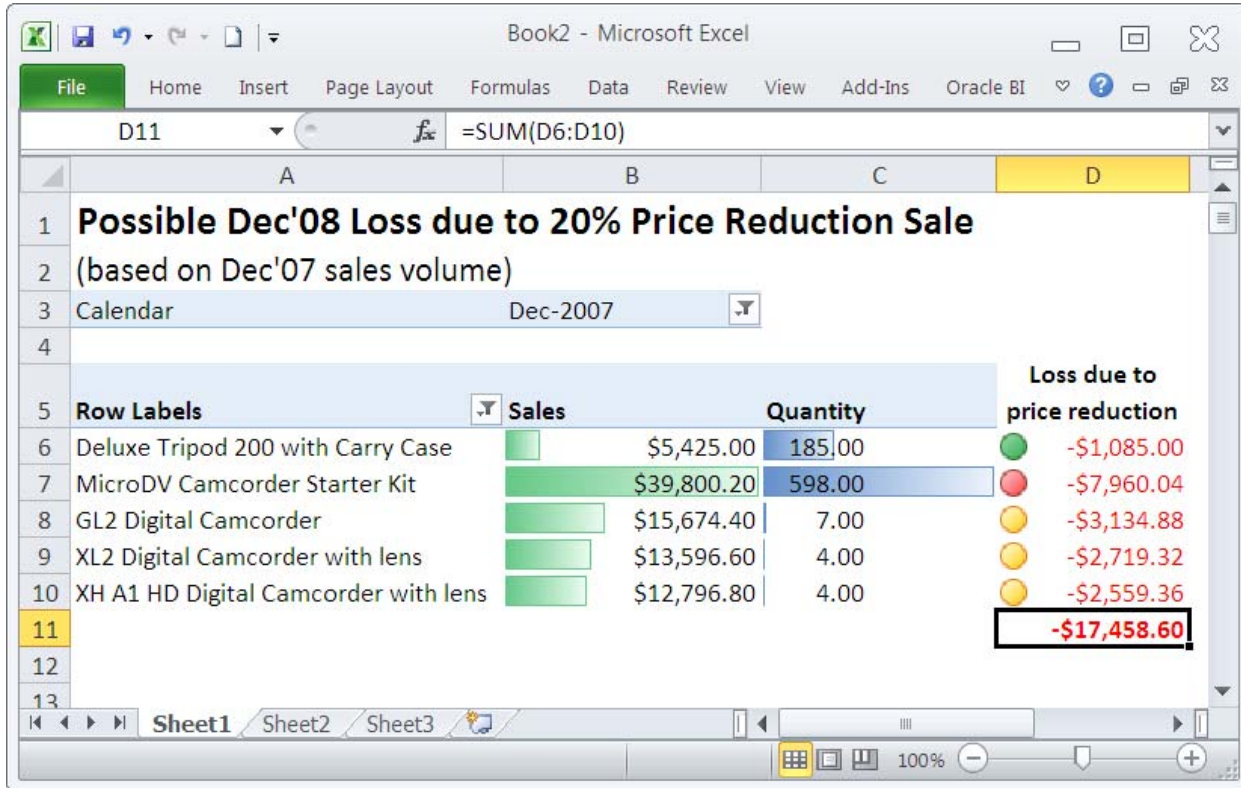 Book2 - Microsoft Excel
File Home Insert Page Layout Formulas Data Review View Add-Ins Oracle BI
D11 fx =SUM(D6:D10)
A B C D
1 Possible Dec'08 Loss due to 20% Price Reduction Sale
2 (based on Dec'07 sales volume)
3 Calendar Dec-2007
4
5 Row Labels Sales Quantity Loss due to price reduction
6 Deluxe Tripod 200 with Carry Case $5,425.00 185.00 -$1,085.00
7 MicroDV Camcorder Starter Kit $39,800.20 598.00 -$7,960.04
8 GL2 Digital Camcorder $15,674.40 7.00 -$3,134.88
9 XL2 Digital Camcorder with lens $13,596.60 4.00 -$2,719.32
10 XH A1 HD Digital Camcorder with lens $12,796.80 4.00 -$2,559.36
11 -$17,458.60
12
13
Sheet1 Sheet2 Sheet3
100%